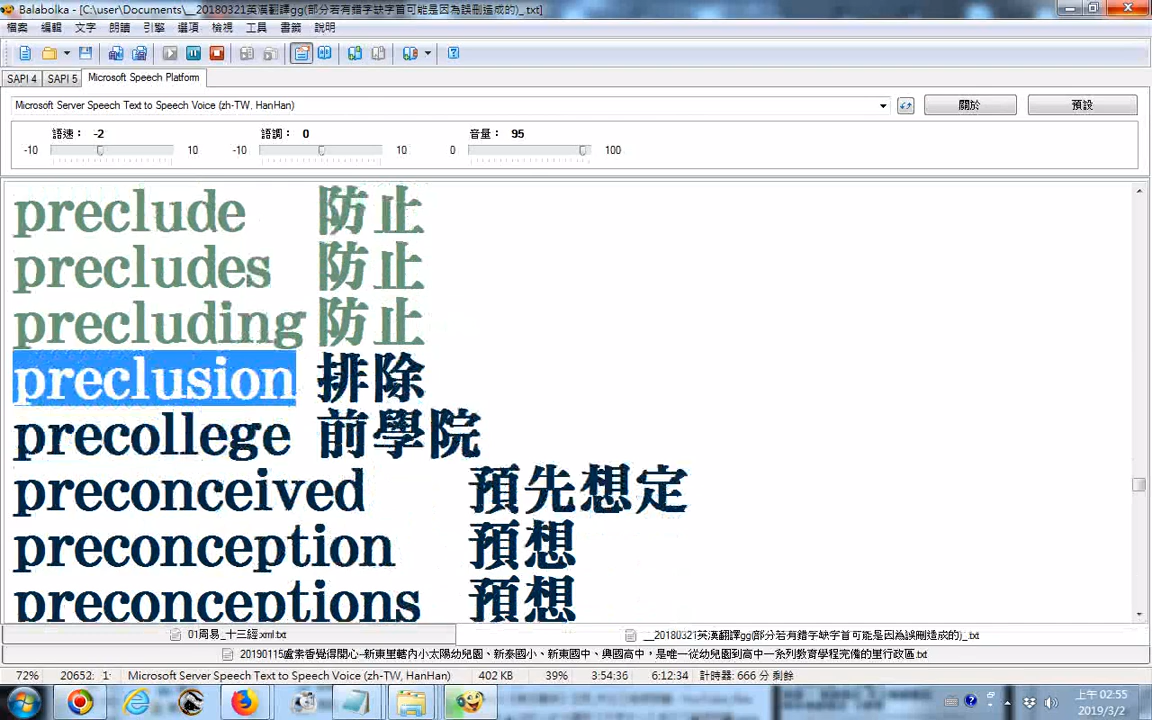 Balabolka - [C:\user\Documents\__20180321英漢翻譯gg(部分若有錯字缺字首可能是因為誤刪造成的)_.txt]
檔案 編輯 文字 朗讀 引擎 選項 檢視 工具 書籤 說明
SAPI 4 SAPI 5 Microsoft Speech Platform
Microsoft Server Speech Text to Speech Voice (zh-TW, HanHan) 關於 預設
語速： -2 語調： 0 音量： 95
-10 10 -10 10 0 100
preclude 防止
precludes 防止
precluding 防止
preclusion 排除
precollege 前學院
preconceived 預先想定
preconception 預想
preconceptions 預想
01周易_十三經.xml.txt __20180321英漢翻譯gg(部分若有錯字缺字首可能是因為誤刪造成的)_.txt
20190115盧素香覺得開心-新東里轄內小太陽幼兒園、新泰國小、新東國中、興國高中，是唯一從幼兒園到高中一系列教育學程完備的里行政區.txt
72% 20652: 1: Microsoft Server Speech Text to Speech Voice (zh-TW, HanHan) 402 KB 39% 3:54:36 6:12:34 計時器: 666 分 剩餘
上午 02:55
2019/3/2